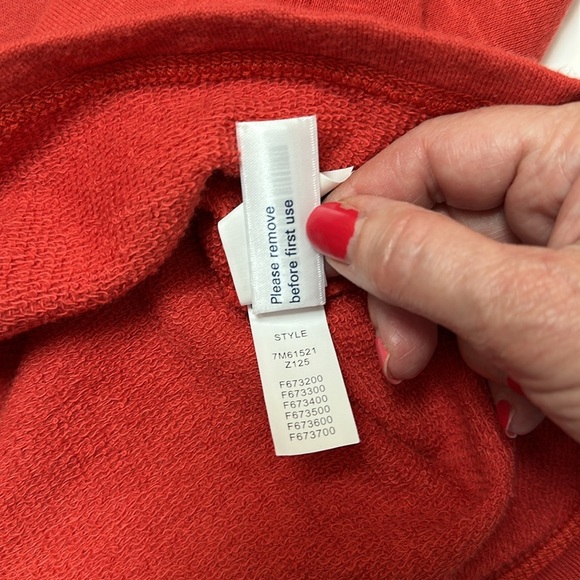 Please remove
before first use
STYLE
7M61521
Z125
F673200
F673300
F673400
F673500
F673600
F673700